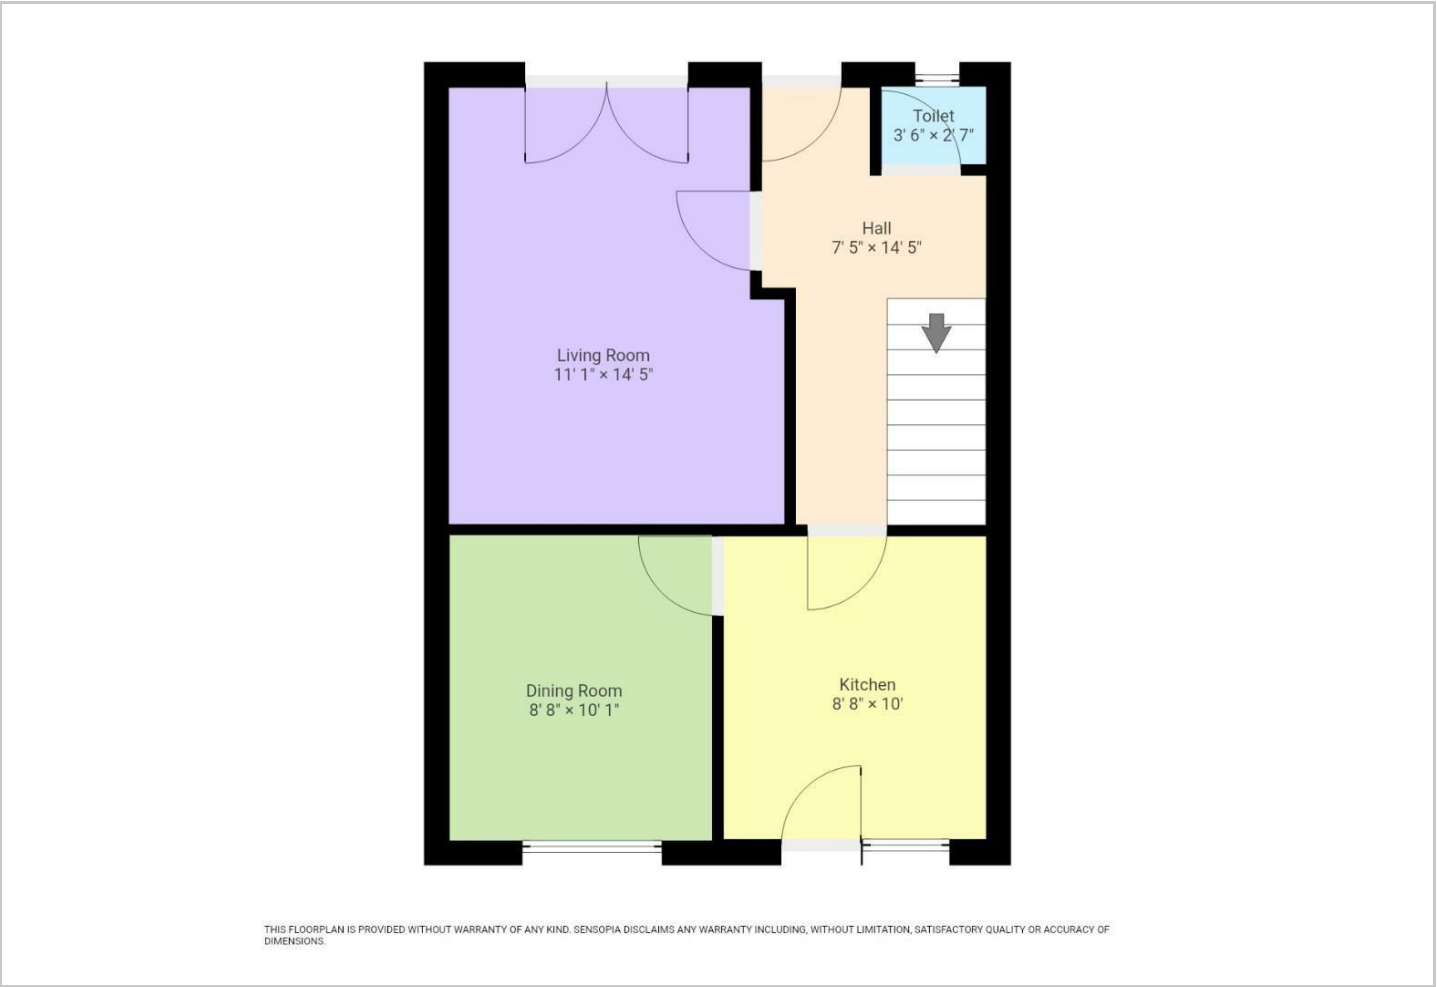 Toilet
3' 6" × 2' 7"
Hall
7' 5" × 14' 5"
Living Room
11' 1" × 14' 5"
Dining Room
8' 8" × 10' 1"
Kitchen
8' 8" × 10'
THIS FLOORPLAN IS PROVIDED WITHOUT WARRANTY OF ANY KIND. SENSOPIA DISCLAIMS ANY WARRANTY INCLUDING, WITHOUT LIMITATION, SATISFACTORY QUALITY OR ACCURACY OF
DIMENSIONS.